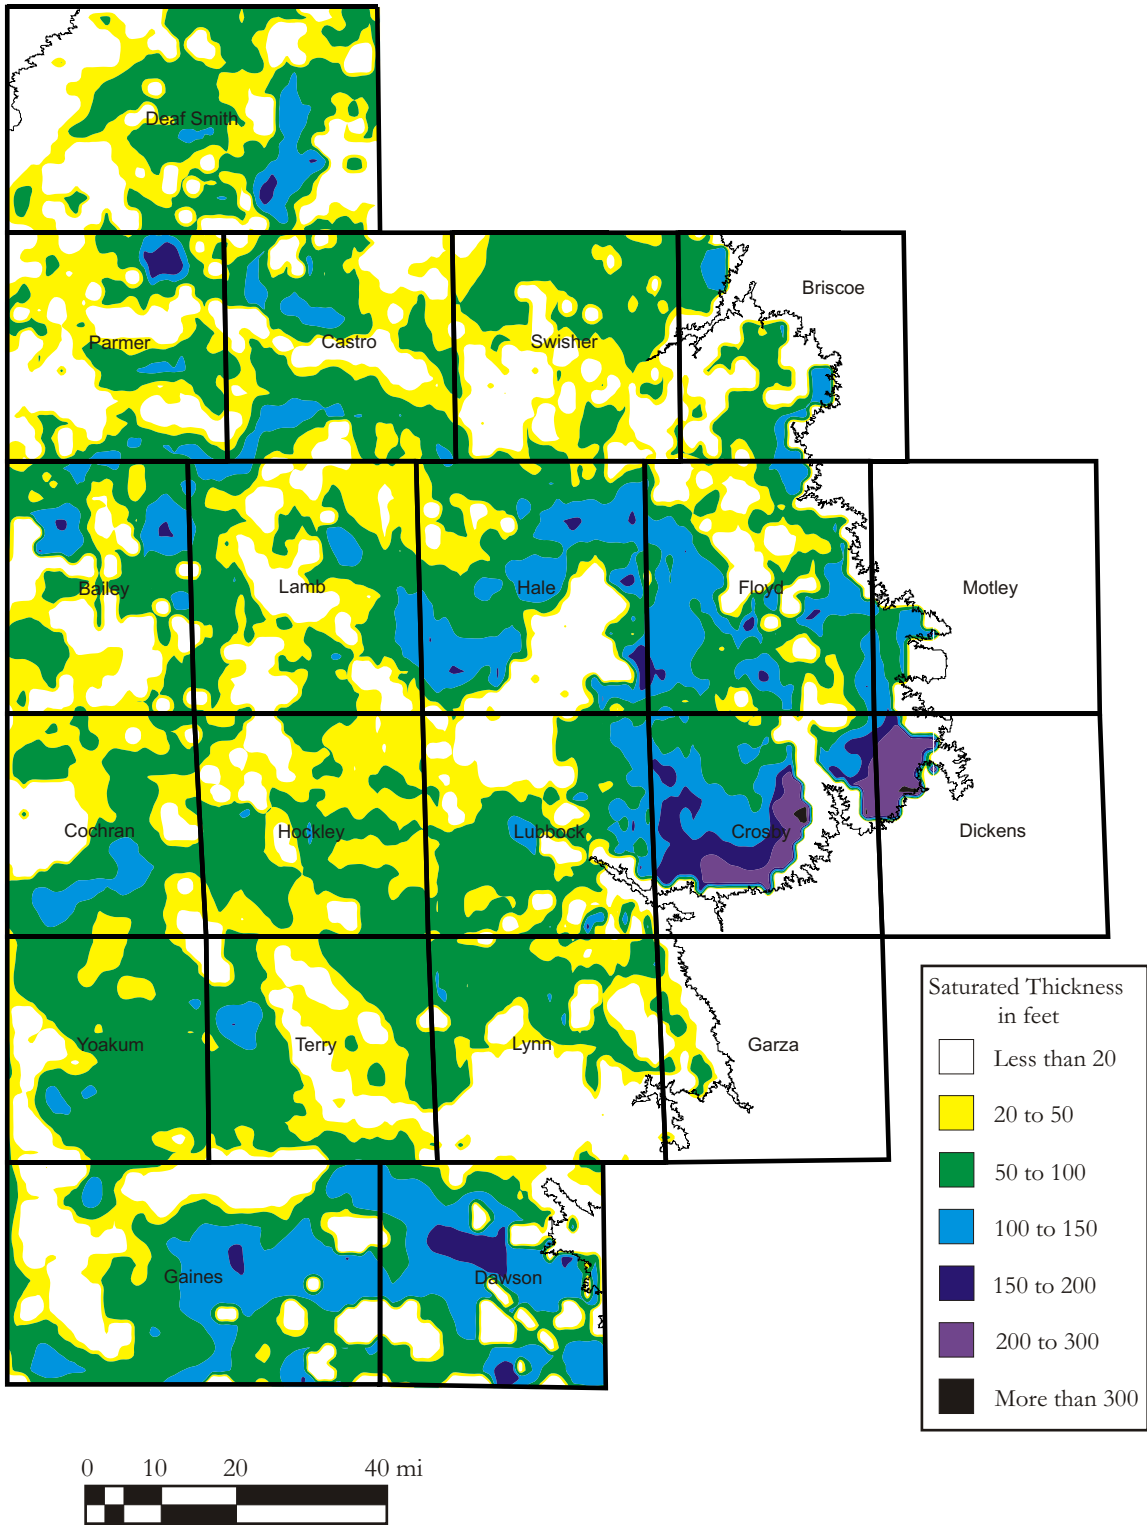 Deaf Smith
Briscoe
Parmer
Castro
Swisher
Bailey
Lamb
Hale
Floyd
Motley
Cochran
Hockley
Lubbock
Crosby
Dickens
Yoakum
Terry
Lynn
Garza
Gaines
Dawson
Saturated Thickness
in feet
Less than 20
20 to 50
50 to 100
100 to 150
150 to 200
200 to 300
More than 300
0 10 20 40 mi